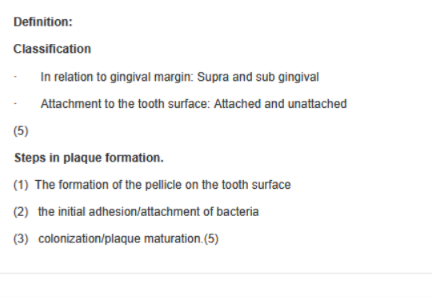 Definition:
Classification
· In relation to gingival margin: Supra and sub gingival
· Attachment to the tooth surface: Attached and unattached
(5)
Steps in plaque formation.
(1) The formation of the pellicle on the tooth surface
(2) the initial adhesion/attachment of bacteria
(3) colonization/plaque maturation.(5)